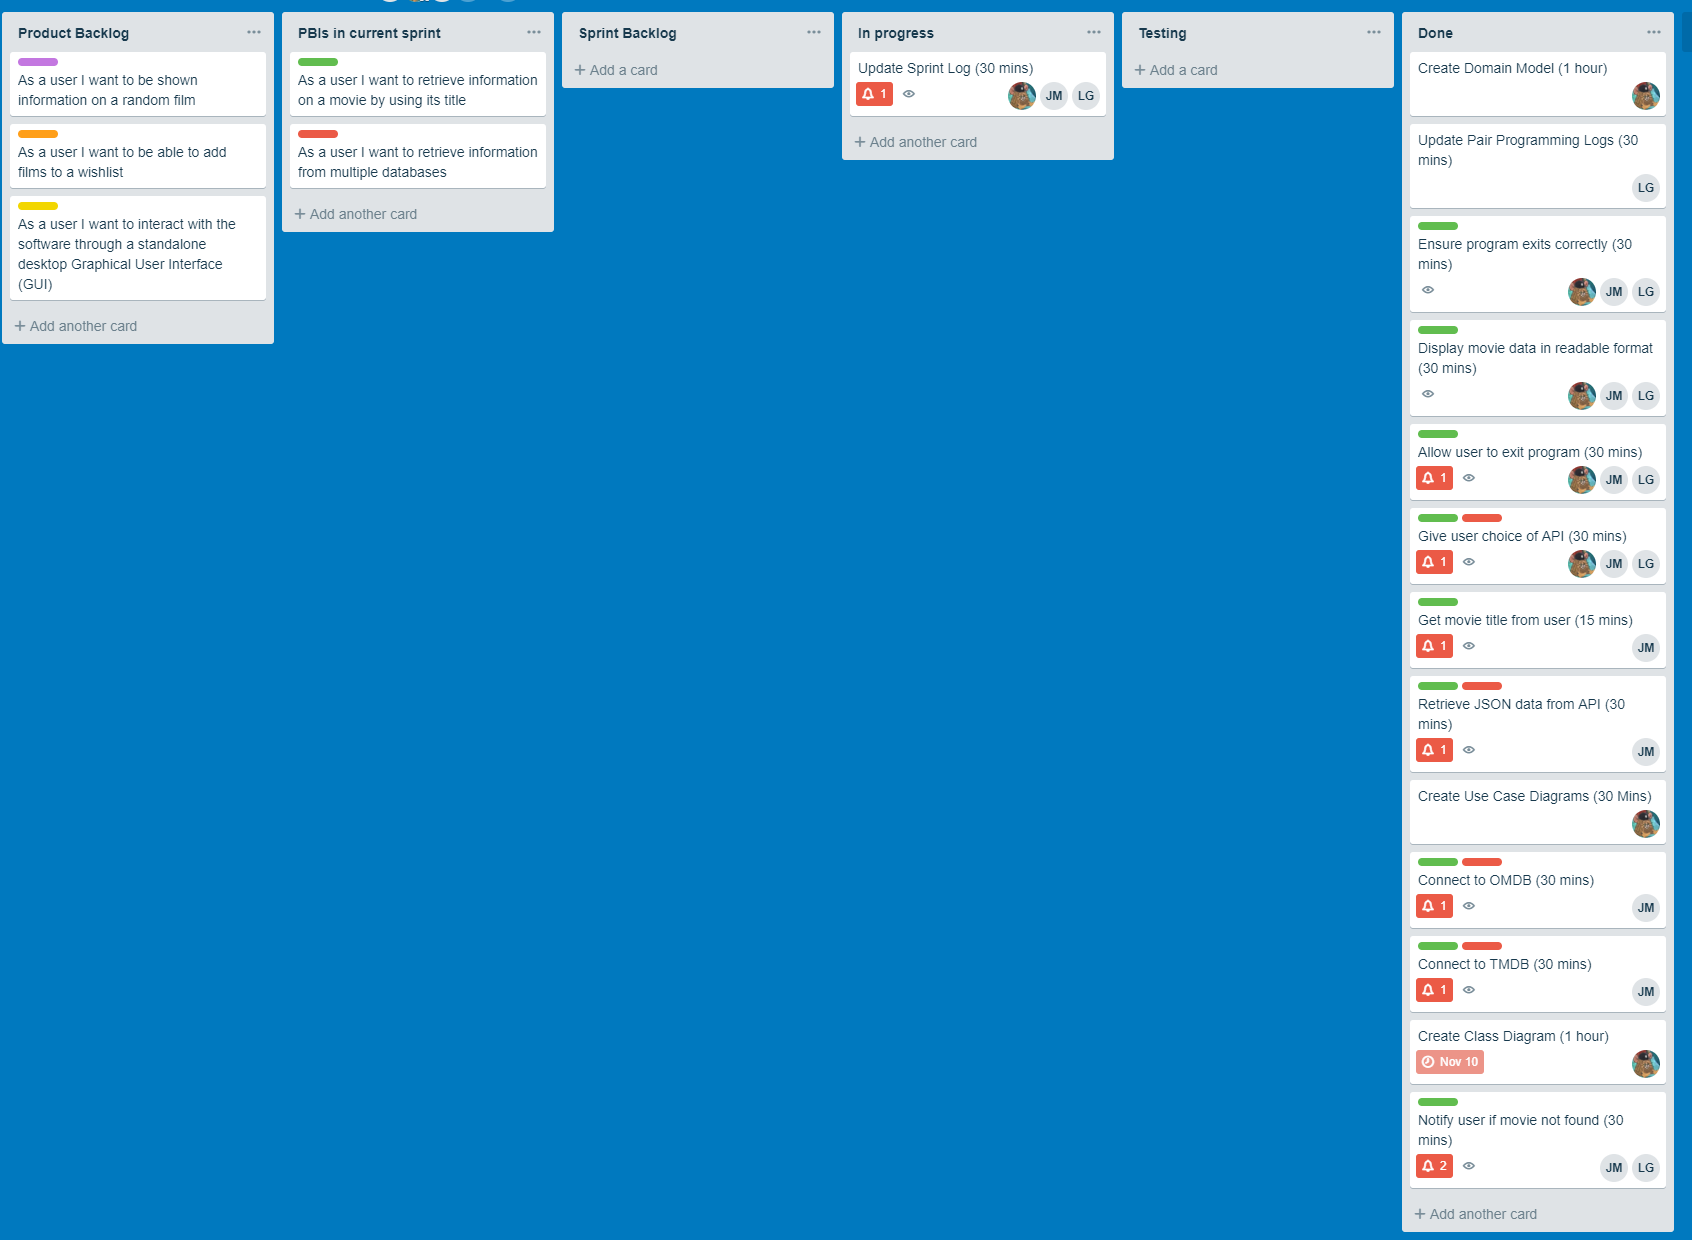 Product Backlog
As a user I want to be shown
information on a random film
As a user I want to be able to add
films to a wishlist
As a user I want to interact with the
software through a standalone
desktop Graphical User Interface
(GUI)
+ Add another card
PBIs in current sprint
As a user I want to retrieve information
on a movie by using its title
As a user I want to retrieve information
from multiple databases
+ Add another card
Sprint Backlog
+ Add a card
In progress
Update Sprint Log (30 mins)
1
JM
LG
+ Add another card
Testing
+ Add a card
Done
Create Domain Model (1 hour)
Update Pair Programming Logs (30
mins)
LG
Ensure program exits correctly (30
mins)
JM
LG
Display movie data in readable format
(30 mins)
JM
LG
Allow user to exit program (30 mins)
1
JM
LG
Give user choice of API (30 mins)
1
JM
LG
Get movie title from user (15 mins)
1
JM
Retrieve JSON data from API (30
mins)
1
JM
Create Use Case Diagrams (30 Mins)
Connect to OMDB (30 mins)
1
JM
Connect to TMDB (30 mins)
1
JM
Create Class Diagram (1 hour)
Nov 10
Notify user if movie not found (30
mins)
2
JM
LG
+ Add another card